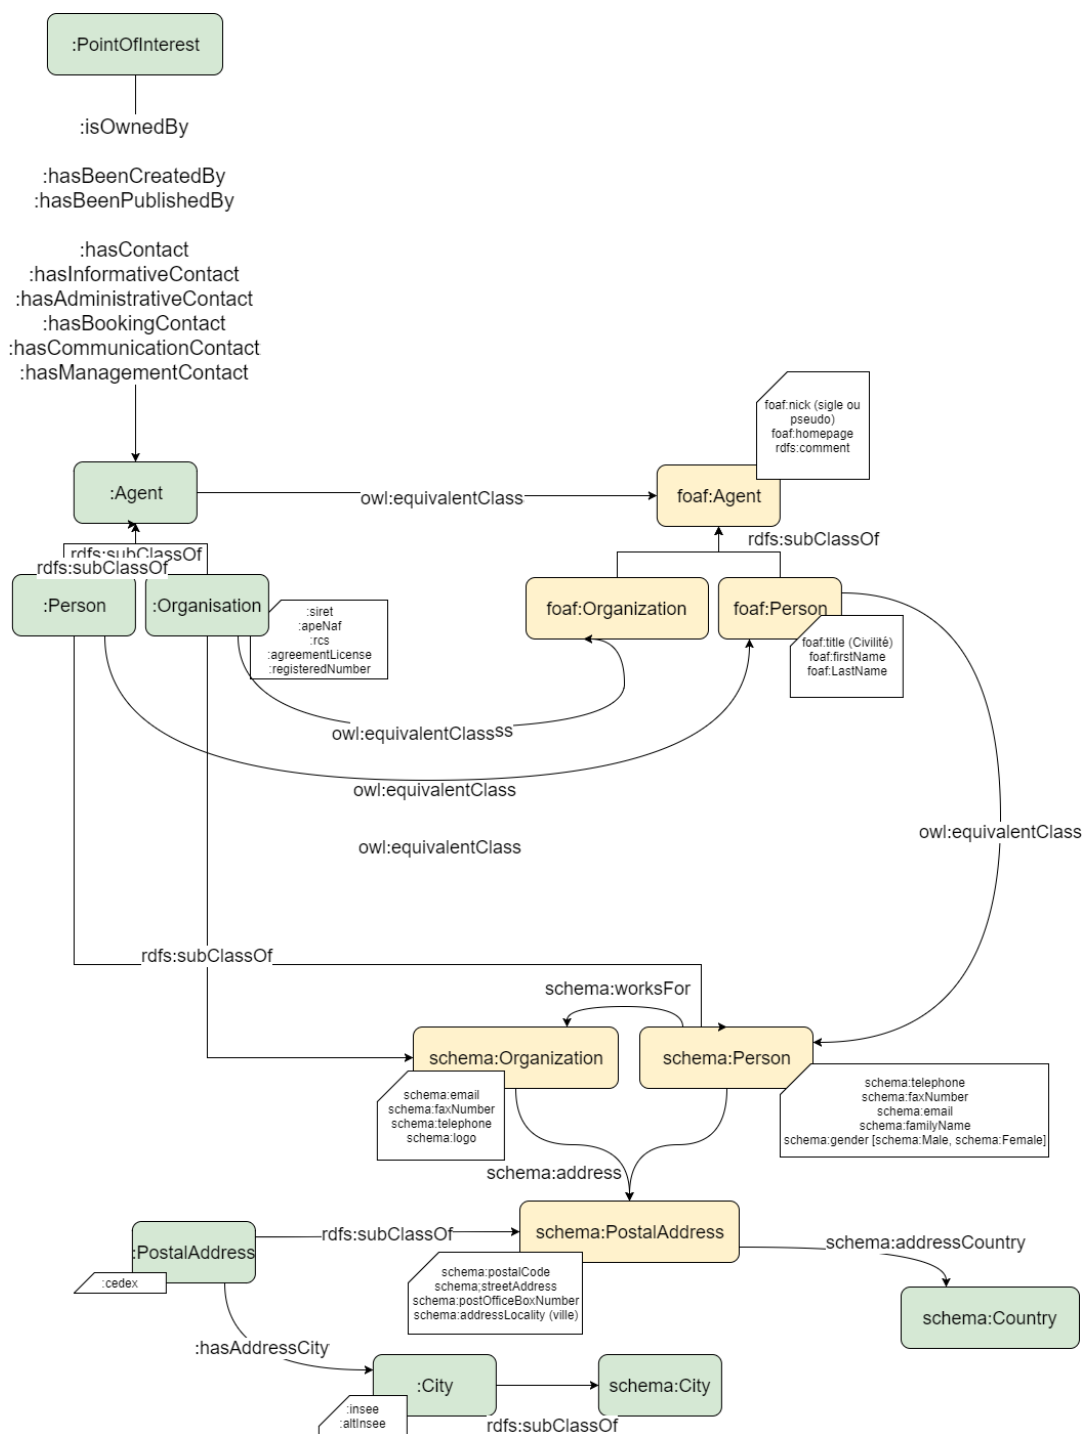 :PointOfInterest
:isOwnedBy
:hasBeenCreatedBy
:hasBeenPublishedBy
:hasContact
:hasInformativeContact
:hasAdministrativeContact
:hasBookingContact
:hasCommunicationContact
:hasManagementContact
foaf:nick (sigle ou
pseudo)
foaf:homepage
rdfs:comment
:Agent
owl:equivalentClass
foaf:Agent
rdfs:subClassOf
rdfs:subClassOf
rdfs:subClassOf
:Person
:Organisation
:siret
:apeNaf
:rcs
:agreementLicense
:registeredNumber
foaf:Organization
foaf:Person
foaf:title (Civilité)
foaf:firstName
foaf:LastName
owl:equivalentClass
ss
owl:equivalentClass
owl:equivalentClass
owl:equivalentClass
rdfs:subClassOf
schema:worksFor
schema:Organization
schema:Person
schema:email
schema:faxNumber
schema:telephone
schema:logo
schema:telephone
schema:faxNumber
schema:email
schema:familyName
schema:gender [schema:Male, schema:Female]
schema:address
:PostalAddress
:cedex
rdfs:subClassOf
schema:PostalAddress
schema:postalCode
schema;streetAddress
schema:postOfficeBoxNumber
schema:addressLocality (ville)
schema:addressCountry
schema:Country
:hasAddressCity
:City
:insee
:altInsee
rdfs:subClassOf
schema:City